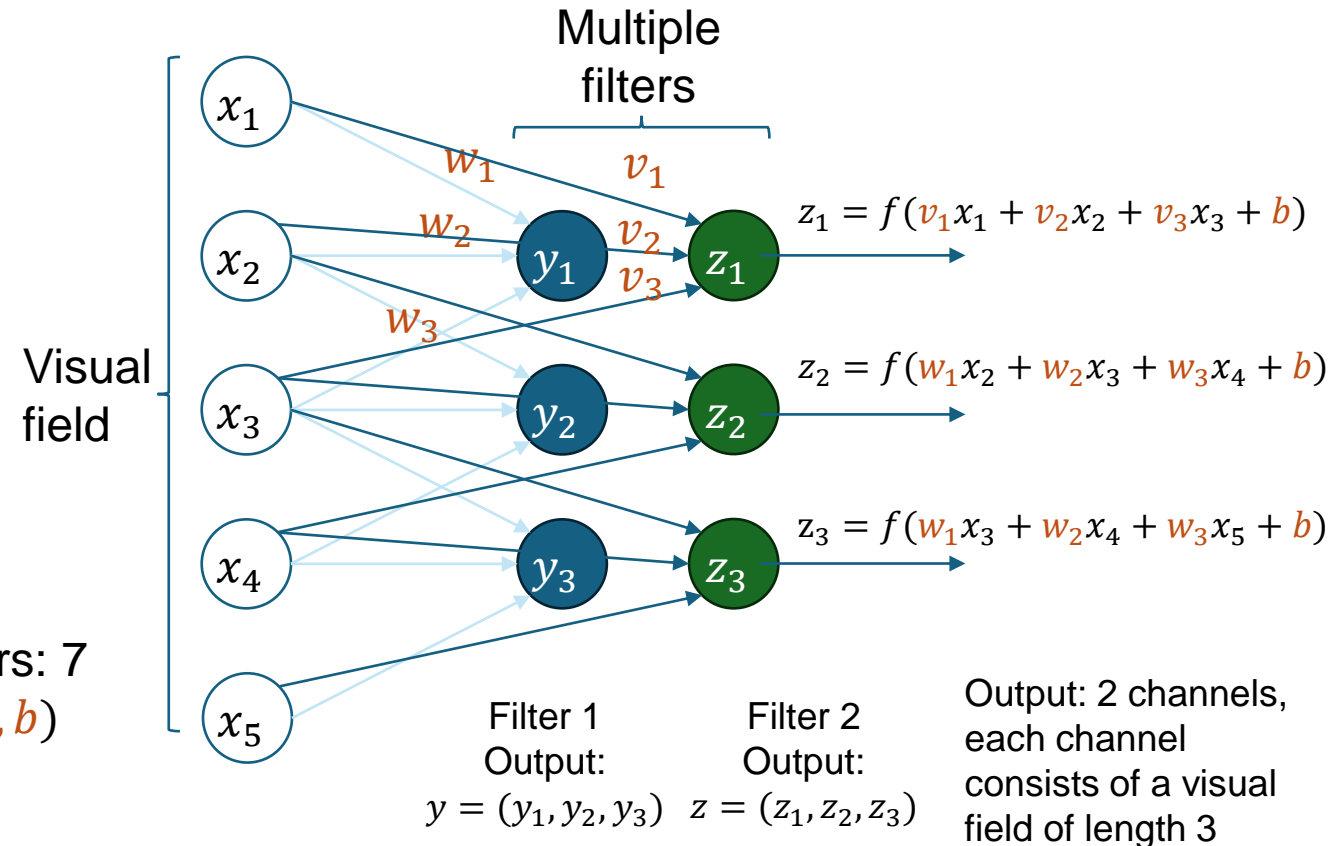 Multiple
filters
x₁
w₁
v₁
z₁ = f(v₁x₁ + v₂x₂ + v₃x₃ + b)
x₂
w₂
y₁
v₂
z₁
v₃
w₃
Visual
field
z₂ = f(w₁x₂ + w₂x₃ + w₃x₄ + b)
x₃
y₂
z₂
z₃ = f(w₁x₃ + w₂x₄ + w₃x₅ + b)
x₄
y₃
z₃
rs: 7
, b)
x₅
Filter 1
Output:
y = (y₁, y₂, y₃)
Filter 2
Output:
z = (z₁, z₂, z₃)
Output: 2 channels,
each channel
consists of a visual
field of length 3